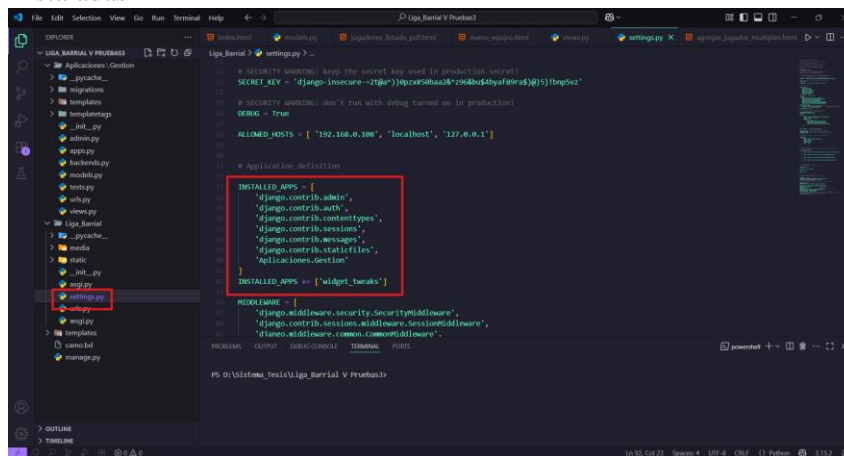 File Edit Selection View Go Run Terminal Help
Liga_Barrial V Pruebas3
EXPLORER
index.html
models.py
jugadores_listado_pdf.html
nuevo_equipo.html
views.py
settings.py
agregar_jugador_multiples.html
LIGA_BARRIAL V PRUEBAS3
Liga_Barrial > settings.py > ...
Aplicaciones \ Gestion
__pycache__
migrations
templates
templatetags
__init__.py
admin.py
apps.py
backends.py
models.py
tests.py
urls.py
views.py
Liga_Barrial
__pycache__
media
static
__init__.py
asgi.py
settings.py
urls.py
wsgi.py
templates
camo.bd
manage.py
OUTLINE
TIMELINE
# SECURITY WARNING: keep the secret key used in production secret!
SECRET_KEY =
# SECURITY WARNING: don't run with debug turned on in production!
DEBUG = True
ALLOWED_HOSTS = [ '192.168.0.108', 'localhost', '127.0.0.1']
# Application definition
INSTALLED_APPS = [
'django.contrib.admin',
'django.contrib.auth',
'django.contrib.contenttypes',
'django.contrib.sessions',
'django.contrib.messages',
'django.contrib.staticfiles',
'Aplicaciones.Gestion'
]
INSTALLED_APPS += ['widget_tweaks']
MIDDLEWARE = [
'django.middleware.security.SecurityMiddleware',
'django.contrib.sessions.middleware.SessionMiddleware',
'django.middleware.common.CommonMiddleware',
PROBLEMS OUTPUT DEBUG CONSOLE TERMINAL PORTS
powershell
PS D:\Sistema_Tesis\Liga_Barrial V Pruebas3>
Ln 92, Col 23 Spaces: 4 UTF-8 CRLF {} Python 3.13.2